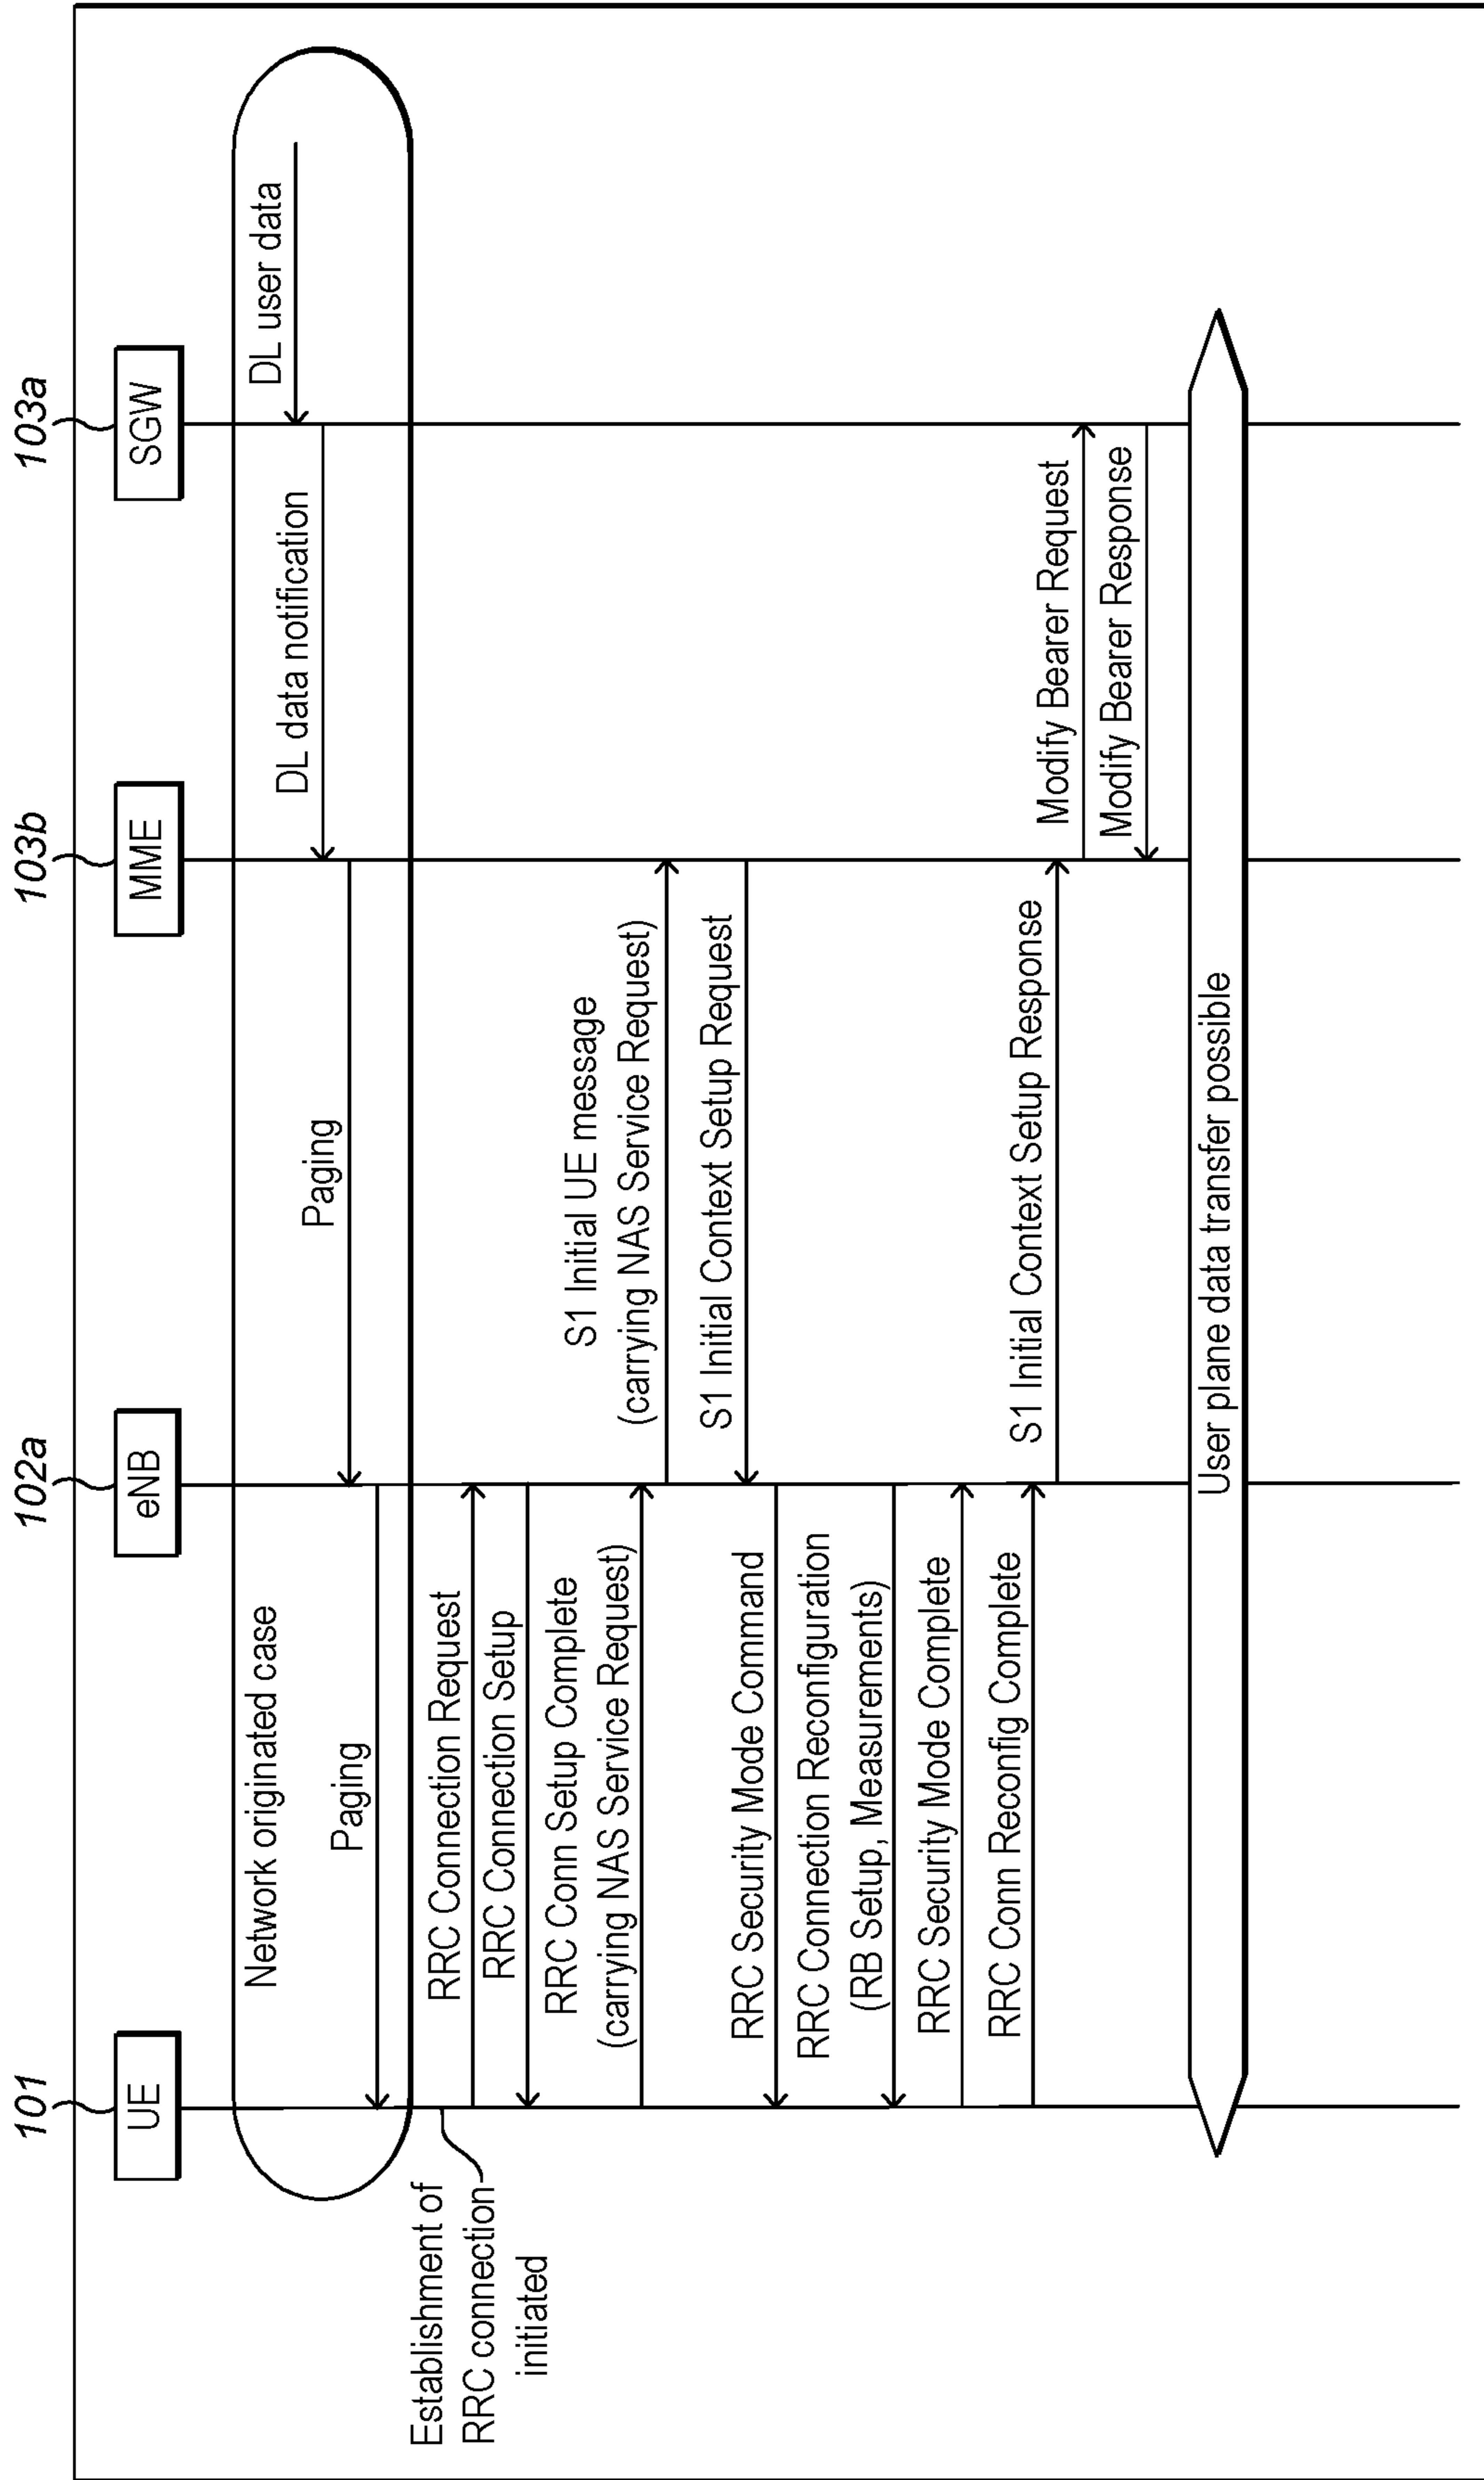 101
102a
103b
103a
UE
eNB
MME
SGW
Network originated case
DL user data
DL data notification
Paging
Paging
Establishment of
RRC connection
initiated
RRC Connection Request
RRC Connection Setup
RRC Conn Setup Complete
(carrying NAS Service Request)
S1 Initial UE message
(carrying NAS Service Request)
S1 Initial Context Setup Request
RRC Security Mode Command
RRC Connection Reconfiguration
(RB Setup, Measurements)
RRC Security Mode Complete
RRC Conn Reconfig Complete
S1 Initial Context Setup Response
Modify Bearer Request
Modify Bearer Response
User plane data transfer possible